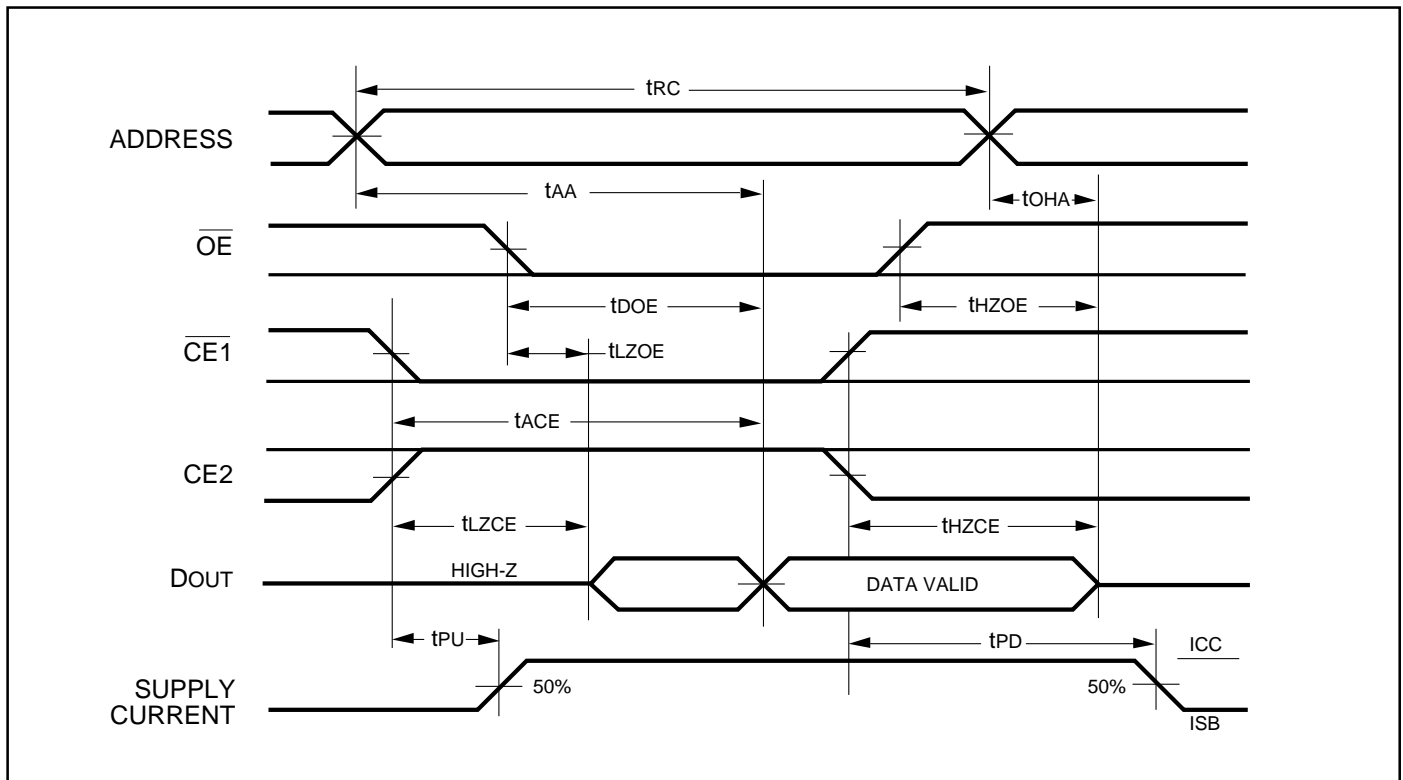 tRC
ADDRESS
tAA
tOHA
OE
tDOE
tHZOE
CE1
tLZOE
tACE
CE2
tLZCE
tHZCE
DOUT
HIGH-Z
DATA VALID
tPU
tPD
ICC
SUPPLY
CURRENT
50%
50%
ISB